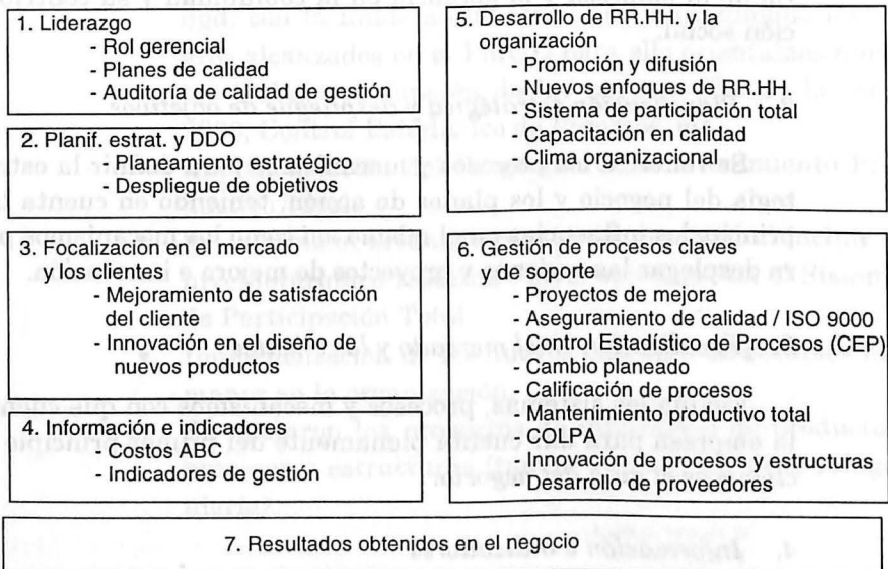 1. Liderazgo
- Rol gerencial
- Planes de calidad
- Auditoría de calidad de gestión
2. Planif. estrat. y DDO
- Planeamiento estratégico
- Despliegue de objetivos
3. Focalización en el mercado
y los clientes
- Mejoramiento de satisfacción
del cliente
- Innovación en el diseño de
nuevos productos
4. Información e indicadores
- Costos ABC
- Indicadores de gestión
5. Desarrollo de RR.HH. y la
organización
- Promoción y difusión
- Nuevos enfoques de RR.HH.
- Sistema de participación total
- Capacitación en calidad
- Clima organizacional
6. Gestión de procesos clave
y de soporte
- Proyectos de mejora
- Aseguramiento de calidad / ISO 9000
- Control Estadístico de Procesos (CEP)
- Cambio planeado
- Calificación de procesos
- Mantenimiento productivo total
- COLPA
- Innovación de procesos y estructuras
- Desarrollo de proveedores
7. Resultados obtenidos en el negocio